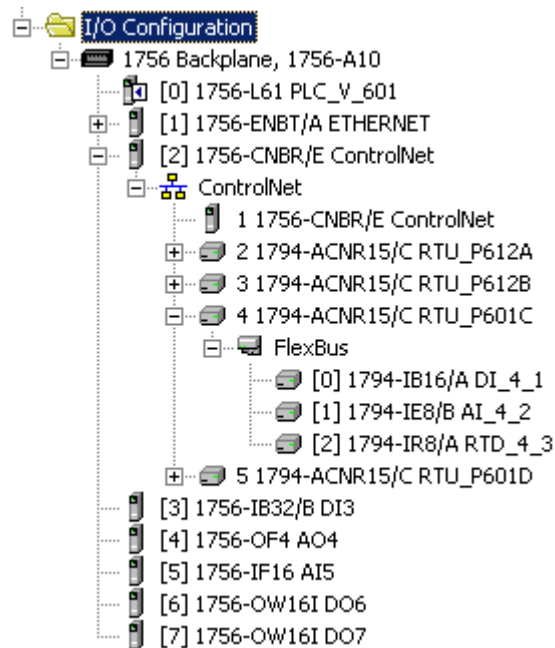 I/O Configuration
1756 Backplane, 1756-A10
[0] 1756-L61 PLC_V_601
[1] 1756-ENBT/A ETHERNET
[2] 1756-CNBR/E ControlNet
ControlNet
1 1756-CNBR/E ControlNet
2 1794-ACNR15/C RTU_P612A
3 1794-ACNR15/C RTU_P612B
4 1794-ACNR15/C RTU_P601C
FlexBus
[0] 1794-IB16/A DI_4_1
[1] 1794-IE8/B AI_4_2
[2] 1794-IR8/A RTD_4_3
5 1794-ACNR15/C RTU_P601D
[3] 1756-IB32/B DI3
[4] 1756-OF4 AO4
[5] 1756-IF16 AI5
[6] 1756-OW16I DO6
[7] 1756-OW16I DO7